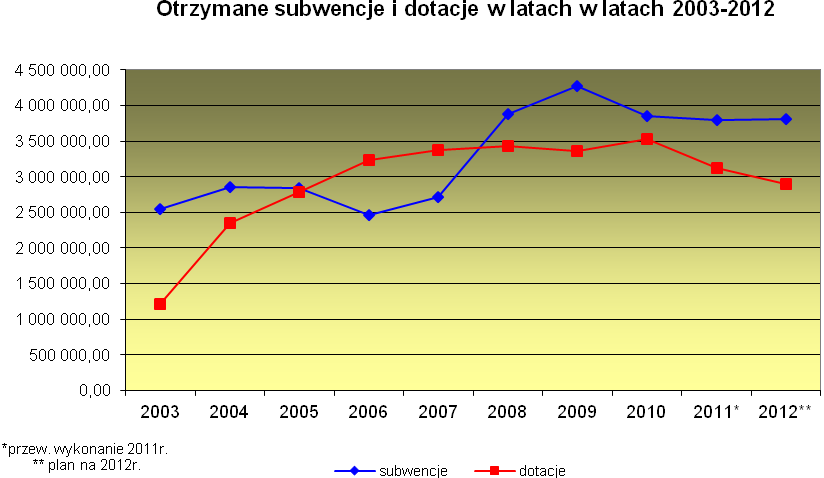 Otrzymane subwencje i dotacje w latach w latach 2003-2012
4 500 000,00
4 000 000,00
3 500 000,00
3 000 000,00
2 500 000,00
2 000 000,00
1 500 000,00
1 000 000,00
500 000,00
0,00
2003 2004 2005 2006 2007 2008 2009 2010 2011* 2012**
*przew. wykonanie 2011r.
** plan na 2012r.
subwencje dotacje